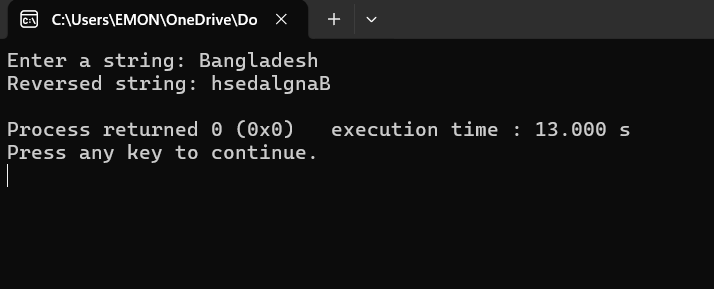 C:\Users\EMON\OneDrive\Do
Enter a string: Bangladesh
Reversed string: hsedalgnaB
Process returned 0 (0x0)   execution time : 13.000 s
Press any key to continue.